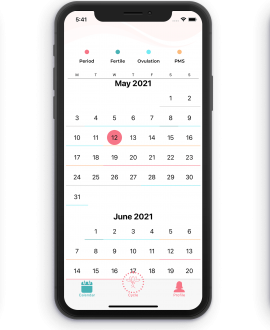 5:41
Period Fertile Ovulation PMS
M T W T F S S
May 2021
1 2
3 4 5 6 7 8 9
10 11 12 13 14 15 16
17 18 19 20 21 22 23
24 25 26 27 28 29 30
31
June 2021
1 2 3 4 5 6
7 8 9 10 11 12 13
14 15 16 17 18 19 20
Calendar Cycle Profile